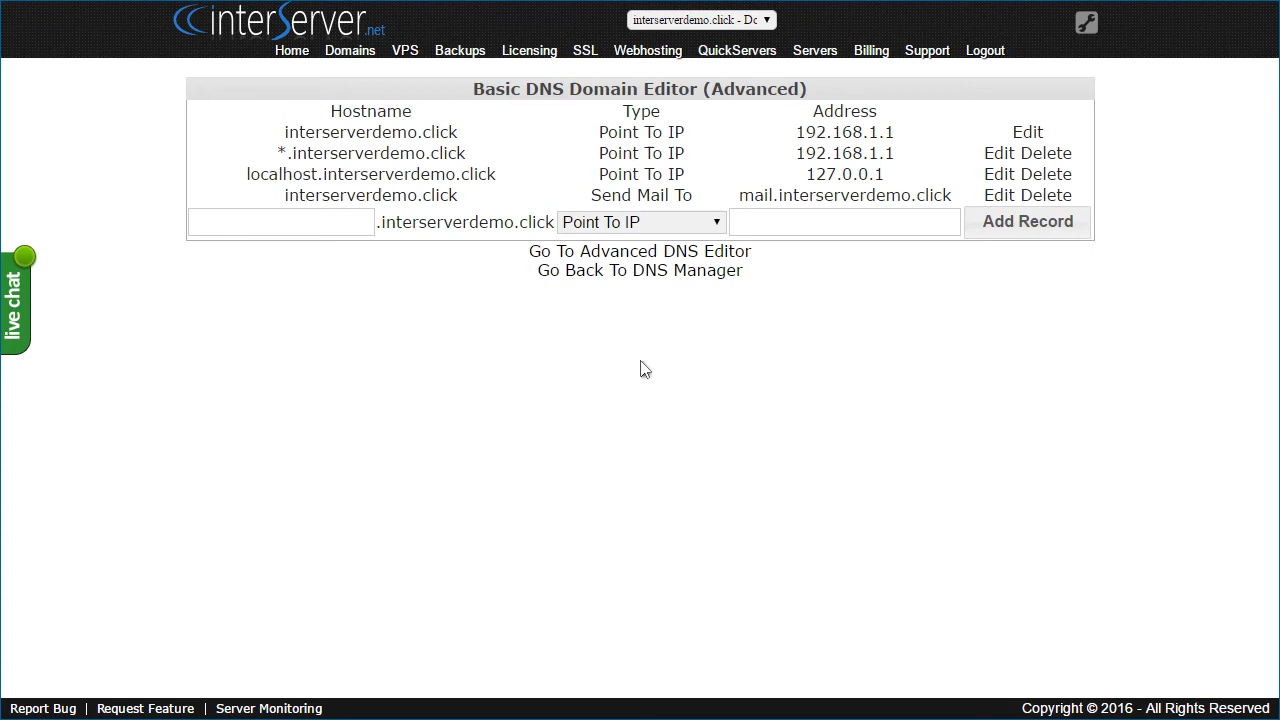 interServer.net
interserverdemo.click - Dc
Home Domains VPS Backups Licensing SSL Webhosting QuickServers Servers Billing Support Logout
Basic DNS Domain Editor (Advanced)
Hostname Type Address
interserverdemo.click Point To IP 192.168.1.1 Edit
*.interserverdemo.click Point To IP 192.168.1.1 Edit Delete
localhost.interserverdemo.click Point To IP 127.0.0.1 Edit Delete
interserverdemo.click Send Mail To mail.interserverdemo.click Edit Delete
.interserverdemo.click Point To IP Add Record
Go To Advanced DNS Editor
Go Back To DNS Manager
live chat
Report Bug | Request Feature | Server Monitoring Copyright © 2016 - All Rights Reserved